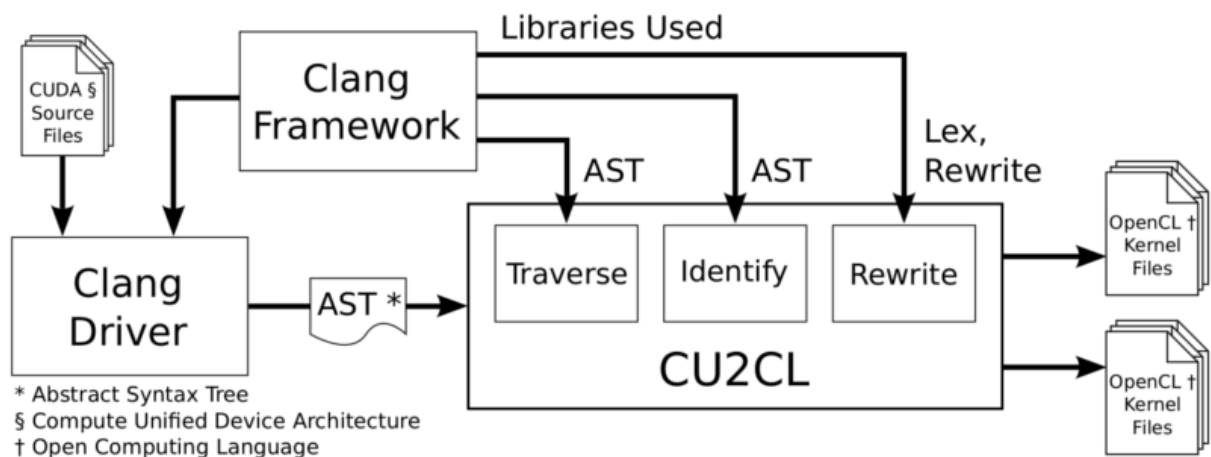 Libraries Used
CUDA §
Source
Files
Clang
Framework
Lex,
Rewrite
AST
AST
OpenCL †
Kernel
Files
Clang
Driver
AST *
Traverse
Identify
Rewrite
CU2CL
OpenCL †
Kernel
Files
* Abstract Syntax Tree
§ Compute Unified Device Architecture
† Open Computing Language